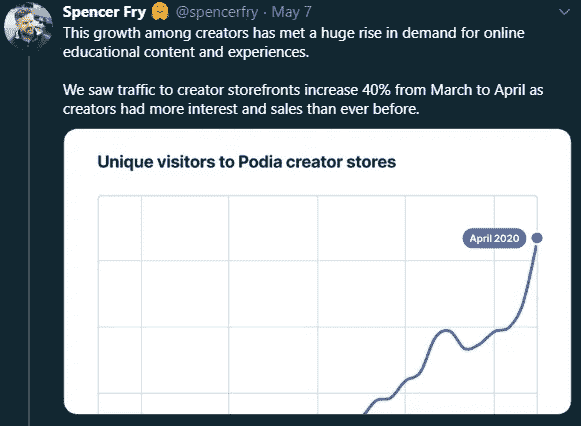 Spencer Fry 🤗 @spencerfry · May 7
This growth among creators has met a huge rise in demand for online
educational content and experiences.
We saw traffic to creator storefronts increase 40% from March to April as
creators had more interest and sales than ever before.
Unique visitors to Podia creator stores
April 2020